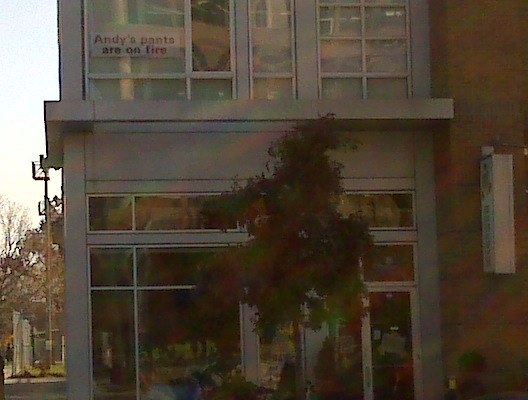 Andy's pants
are on fire